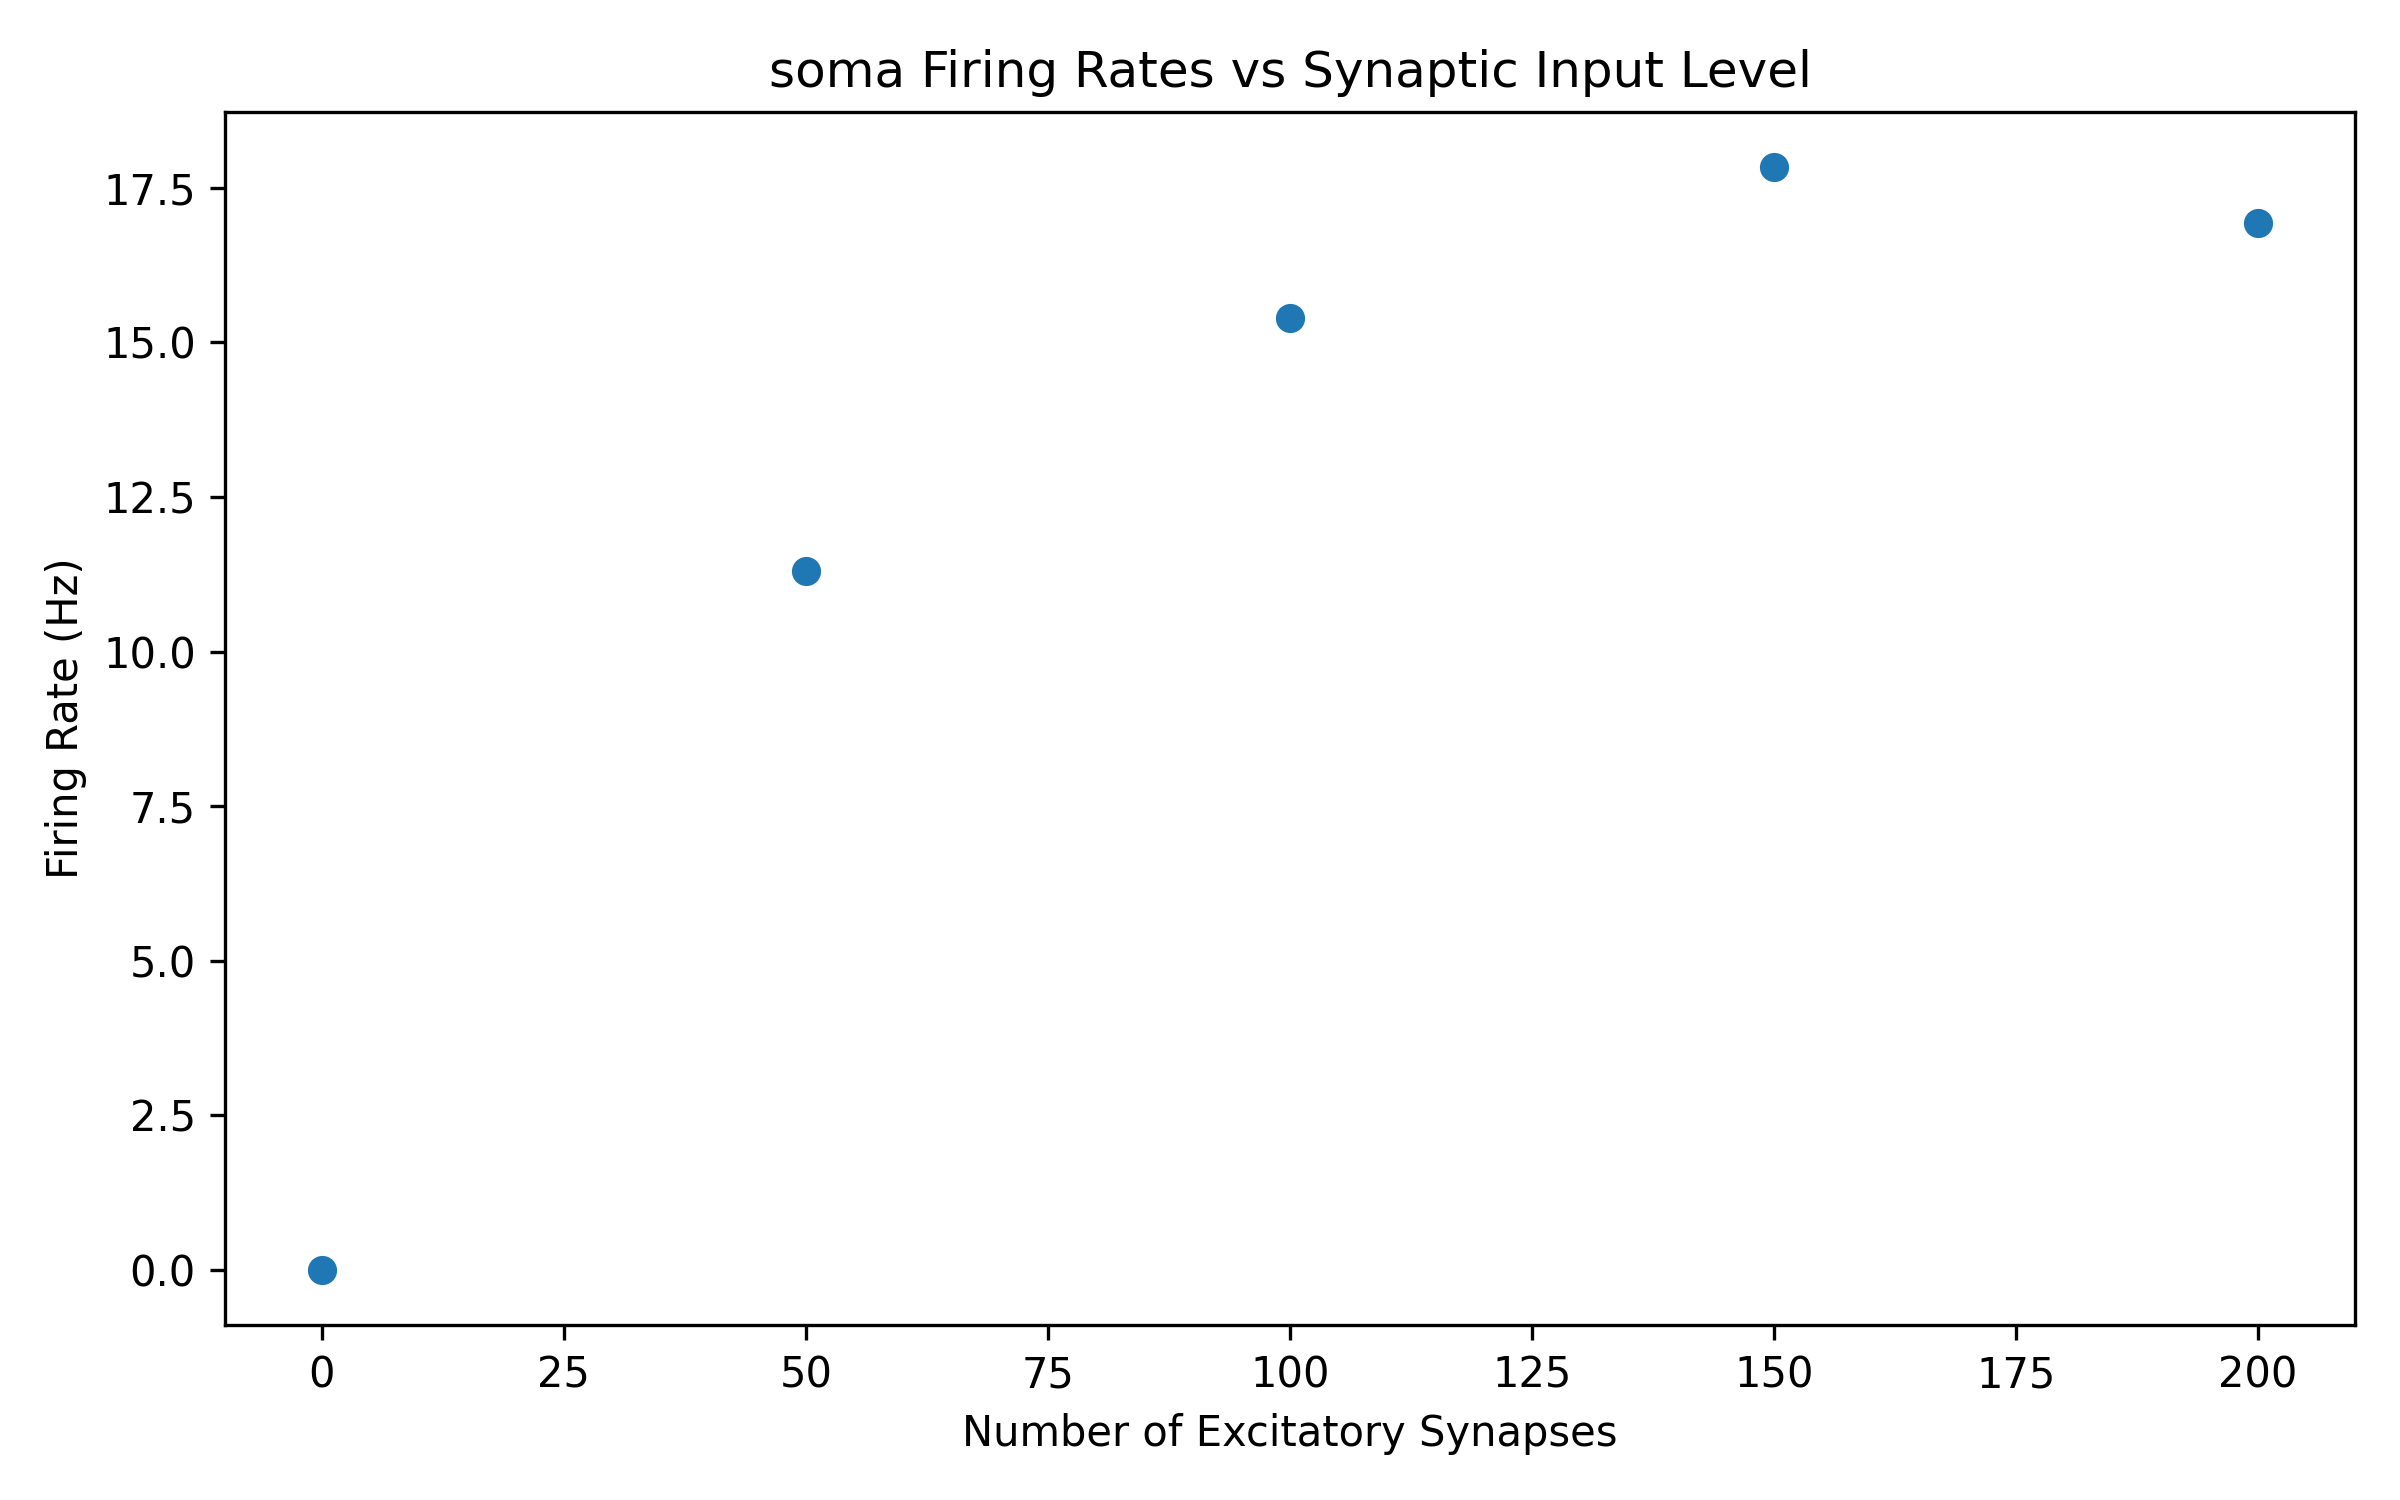 soma Firing Rates vs Synaptic Input Level
Firing Rate (Hz)
17.5
15.0
12.5
10.0
7.5
5.0
2.5
0.0
0 25 50 75 100 125 150 175 200
Number of Excitatory Synapses